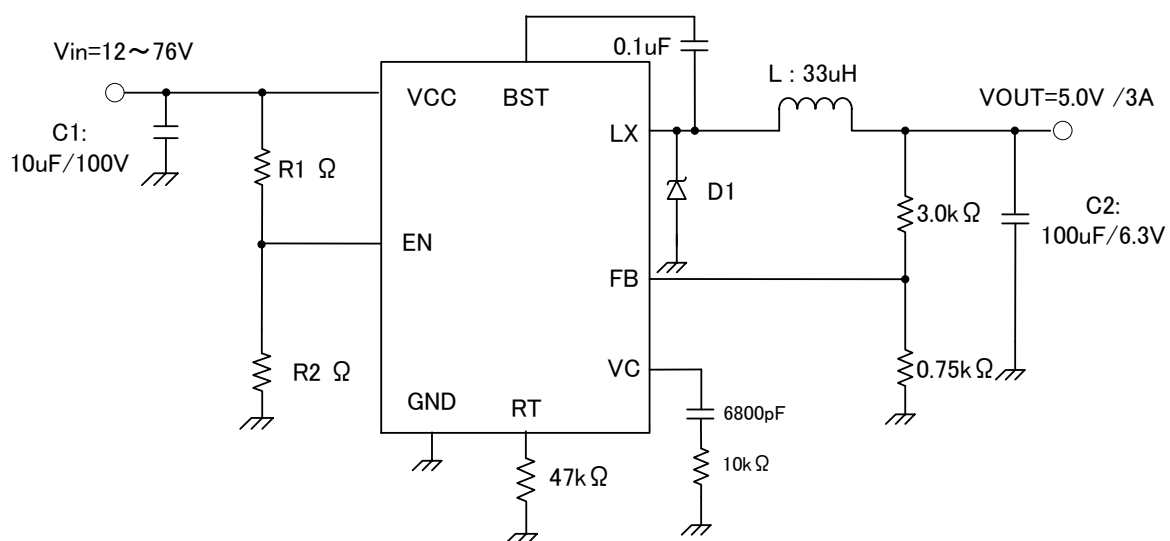 Vin=12～76V
0.1uF
L : 33uH
VCC
BST
VOUT=5.0V /3A
C1:
10uF/100V
LX
R1 Ω
D1
3.0kΩ
C2:
100uF/6.3V
EN
FB
R2 Ω
VC
0.75kΩ
GND
RT
6800pF
47kΩ
10kΩ